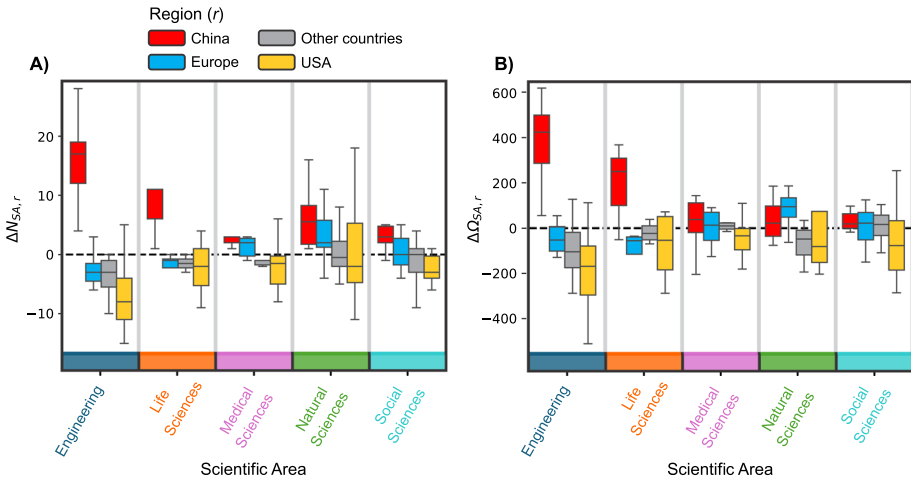 Region (r)
China
Other countries
Europe
USA
A)
20
10
0
−10
ΔN_{SA,r}
Engineering
Life
Sciences
Medical
Sciences
Natural
Sciences
Social
Sciences
Scientific Area
B)
600
400
200
0
−200
−400
ΔΩ_{SA,r}
Engineering
Life
Sciences
Medical
Sciences
Natural
Sciences
Social
Sciences
Scientific Area